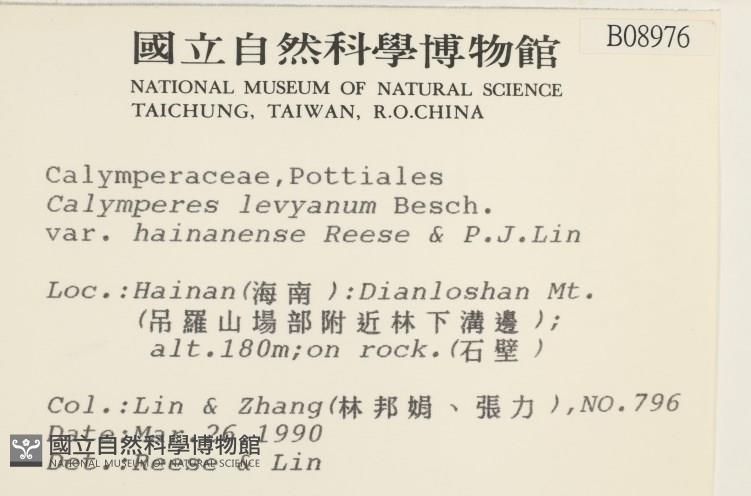 B08976
國立自然科學博物館
NATIONAL MUSEUM OF NATURAL SCIENCE
TAICHUNG, TAIWAN, R.O.CHINA
Calymperaceae,Pottiales
Calymperes levyanum Besch.
var. hainanense Reese & P.J.Lin
Loc.:Hainan(海南):Dianloshan Mt.
(吊羅山場部附近林下溝邊);
alt.180m;on rock.(石壁)
Col.:Lin & Zhang(林邦娟、張力),NO.796
Date:Mar.26,1990
Det.:Reese & Lin
國立自然科學博物館
NATIONAL MUSEUM OF NATURAL SCIENCE